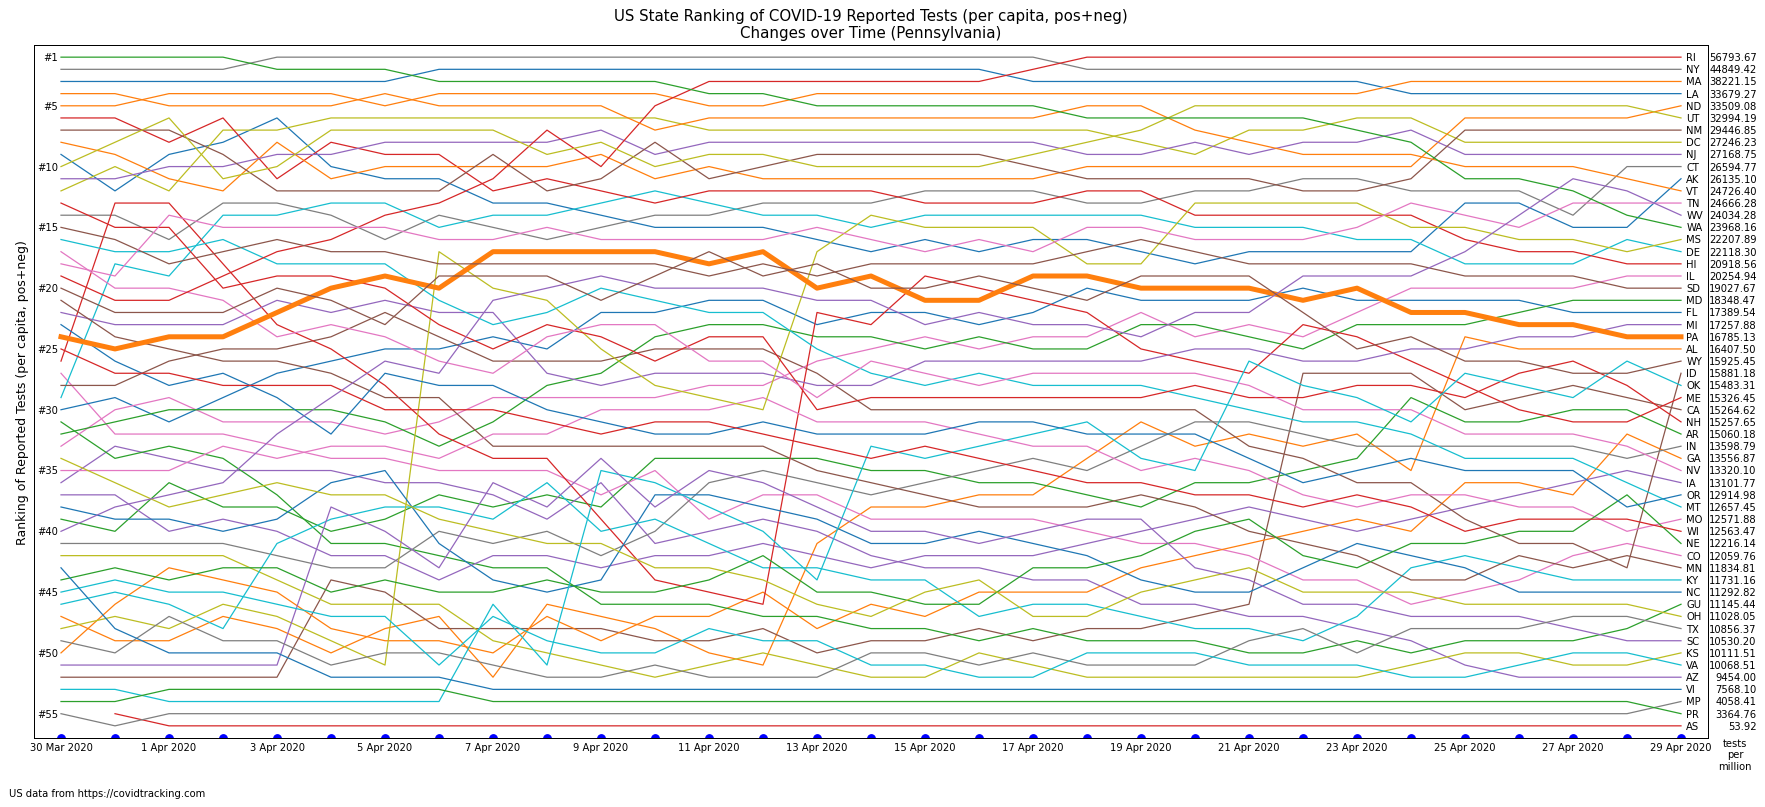 US State Ranking of COVID-19 Reported Tests (per capita, pos+neg)
Changes over Time (Pennsylvania)
Ranking of Reported Tests (per capita, pos+neg)
#1
#5
#10
#15
#20
#25
#30
#35
#40
#45
#50
#55
RI 56793.67
NY 44849.42
MA 38221.15
LA 33679.27
ND 33509.08
UT 32994.19
NM 29446.85
DC 27246.23
NJ 27168.75
CT 26594.77
AK 26135.10
VT 24726.40
TN 24666.28
WV 24034.28
WA 23968.16
MS 22207.89
DE 22118.30
HI 20918.56
IL 20254.94
SD 19027.67
MD 18348.47
FL 17389.54
MI 17257.88
PA 16785.13
AL 16407.50
WY 15925.45
ID 15881.18
OK 15483.31
ME 15326.45
CA 15264.62
NH 15257.65
AR 15060.18
IN 13598.79
GA 13556.87
NV 13320.10
IA 13101.77
OR 12914.98
MT 12657.45
MO 12571.88
WI 12563.47
NE 12216.14
CO 12059.76
MN 11834.81
KY 11731.16
NC 11292.82
GU 11145.44
OH 11028.05
TX 10856.37
SC 10530.20
KS 10111.51
VA 10068.51
AZ 9454.00
VI 7568.10
MP 4058.41
PR 3364.76
AS 53.92
30 Mar 2020 1 Apr 2020 3 Apr 2020 5 Apr 2020 7 Apr 2020 9 Apr 2020 11 Apr 2020 13 Apr 2020 15 Apr 2020 17 Apr 2020 19 Apr 2020 21 Apr 2020 23 Apr 2020 25 Apr 2020 27 Apr 2020 29 Apr 2020
tests
per
million
US data from https://covidtracking.com